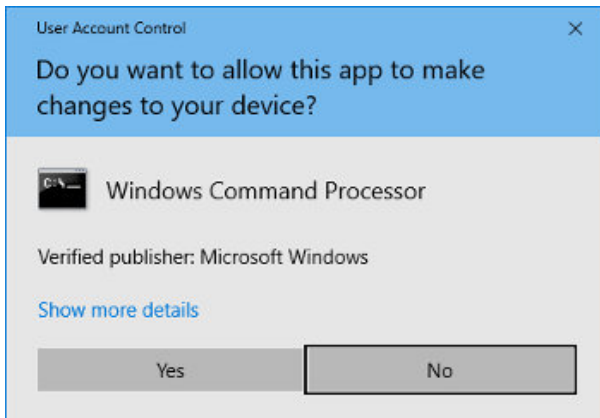 User Account Control
Do you want to allow this app to make
changes to your device?
C:\_
Windows Command Processor
Verified publisher: Microsoft Windows
Show more details
Yes
No